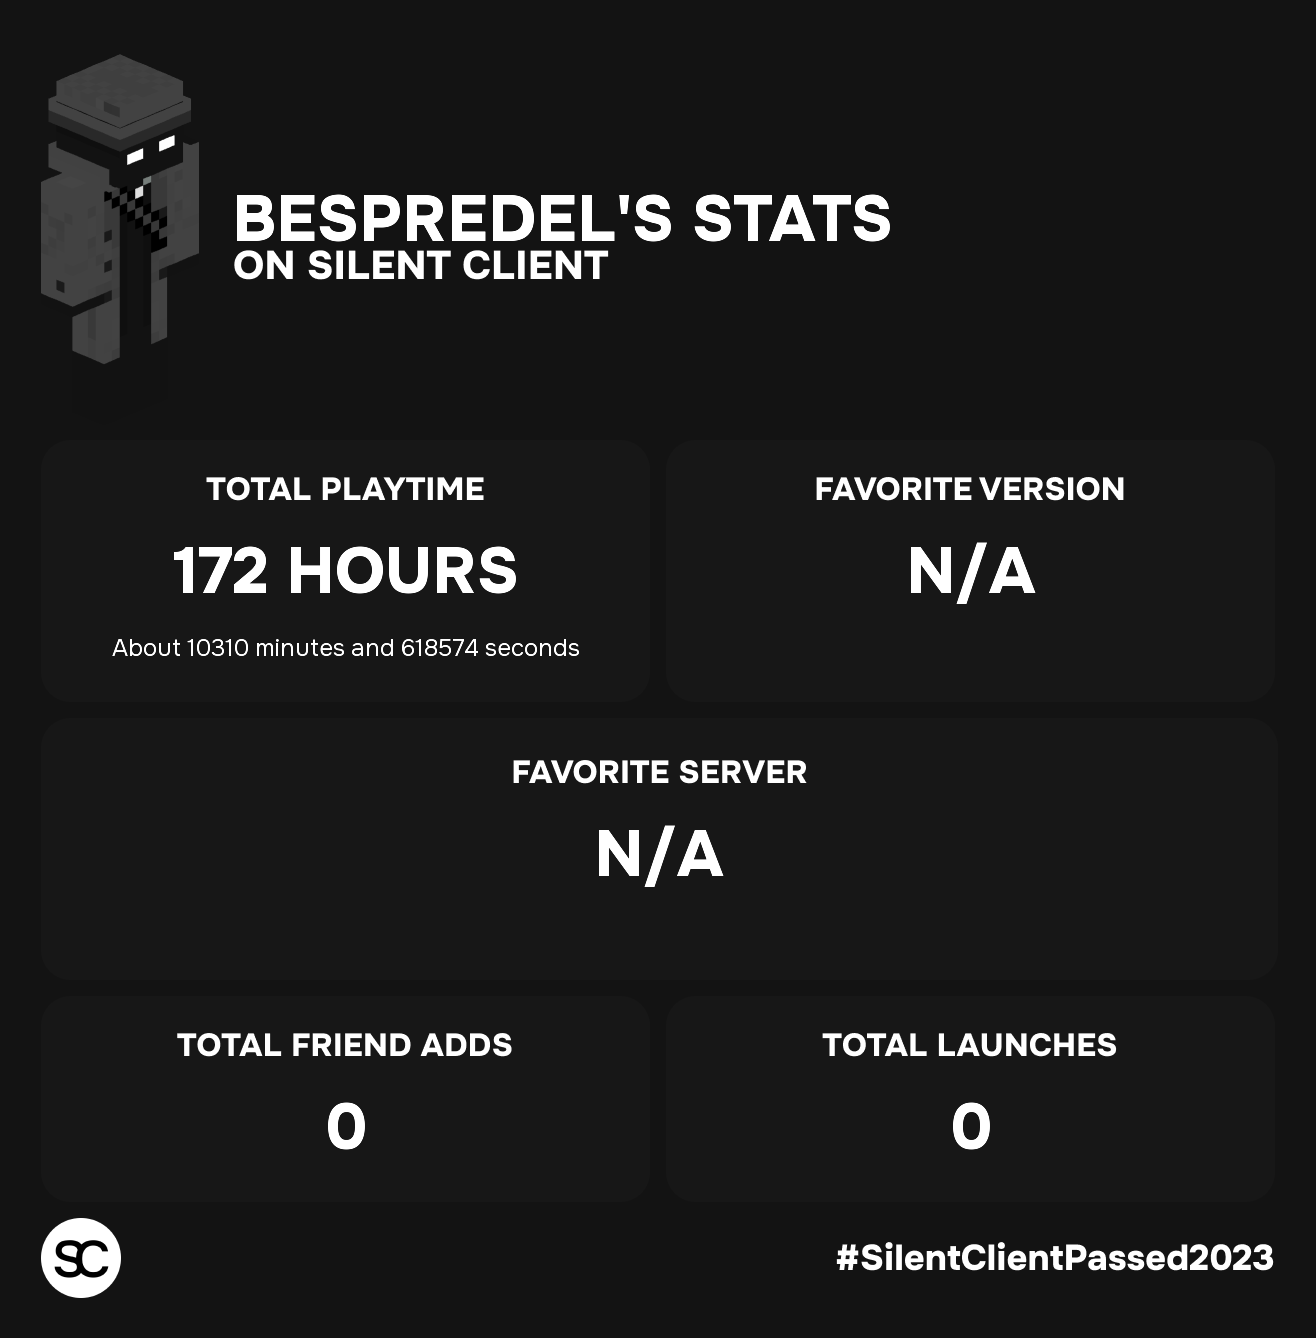 BESPREDEL'S STATS
ON SILENT CLIENT
TOTAL PLAYTIME
172 HOURS
About 10310 minutes and 618574 seconds
FAVORITE VERSION
N/A
FAVORITE SERVER
N/A
TOTAL FRIEND ADDS
0
TOTAL LAUNCHES
0
SC
#SilentClientPassed2023